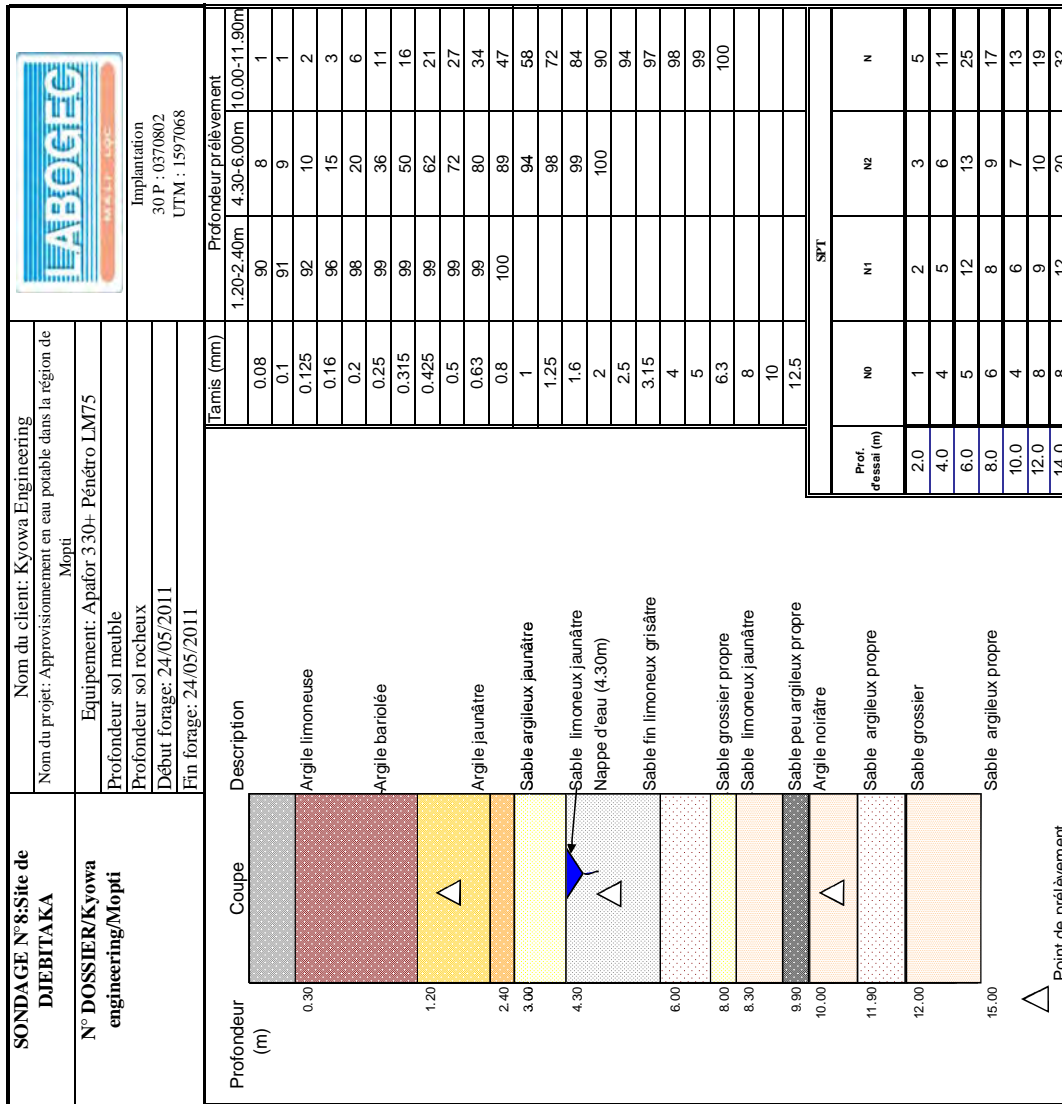 SONDAGE N°8:Site de
DJEBITAKA
N° DOSSIER/Kyowa
engineering/Mopti
Nom du client: Kyowa Engineering
Nom du projet: Approvisionnement en eau potable dans la région de
Mopti
Equipement: Apafor 330+ Pénétro LM75
Profondeur sol meuble
Profondeur sol rocheux
Début forage: 24/05/2011
Fin forage: 24/05/2011
LABOGEC
MALI LQC
Implantation
30 P : 0370802
UTM : 1597068
Profondeur
(m)
Coupe
Description
0.30
1.20
2.40
3.00
4.30
6.00
8.00
8.30
9.90
10.00
11.90
12.00
15.00
Argile limoneuse
Argile bariolée
Argile jaunâtre
Sable argileux jaunâtre
Sable limoneux jaunâtre
Nappe d'eau (4.30m)
Sable fin limoneux grisâtre
Sable grossier propre
Sable limoneux jaunâtre
Sable peu argileux propre
Argile noirâtre
Sable argileux propre
Sable grossier
Sable argileux propre
Point de prélèvement
Tamis (mm) Profondeur prélèvement
1.20-2.40m 4.30-6.00m 10.00-11.90m
0.08 90 8 1
0.1 91 9 1
0.125 92 10 2
0.16 96 15 3
0.2 98 20 6
0.25 99 36 11
0.315 99 50 16
0.425 99 62 21
0.5 99 72 27
0.63 99 80 34
0.8 100 89 47
1 94 58
1.25 98 72
1.6 99 84
2 100 90
2.5 94
3.15 97
4 98
5 99
6.3 100
8
10
12.5
SPT
Prof.
d'essai (m) N0 N1 N2 N
2.0 1 2 3 5
4.0 4 5 6 11
6.0 5 12 13 25
8.0 6 8 9 17
10.0 4 6 7 13
12.0 8 9 10 19
14.0 8 12 20 32